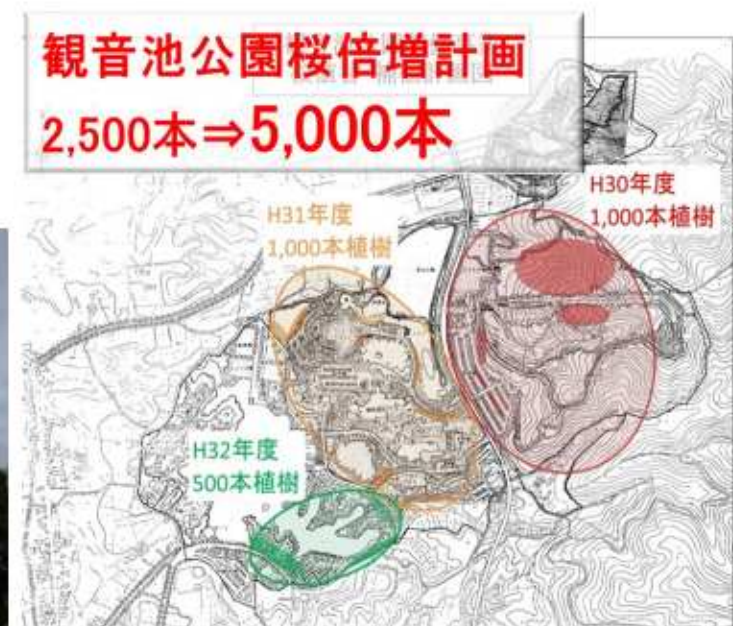 観音池公園桜倍増計画
2,500本⇒5,000本
H30年度
1,000本植樹
H31年度
1,000本植樹
H32年度
500本植樹